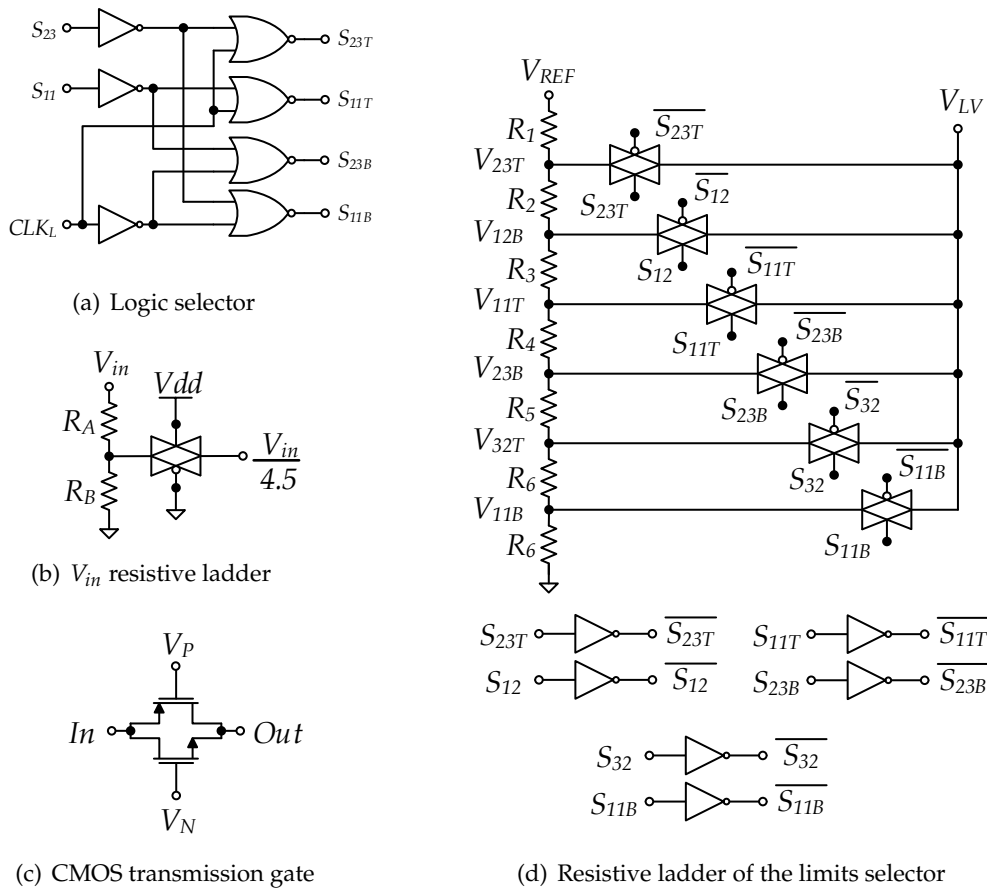 S23
S23T
S11
S11T
S23B
CLKL
S11B
(a) Logic selector
Vin
Vdd
RA
Vin
4.5
RB
(b) Vin resistive ladder
VP
In
Out
VN
(c) CMOS transmission gate
VREF
VLV
R1
S23T
V23T
S23T
R2
S12
V12B
S12
R3
S11T
V11T
S11T
R4
S23B
V23B
S23B
R5
S32
V32T
S32
R6
S11B
V11B
S11B
R6
S23T
S23T
S11T
S11T
S12
S12
S23B
S23B
S32
S32
S11B
S11B
(d) Resistive ladder of the limits selector